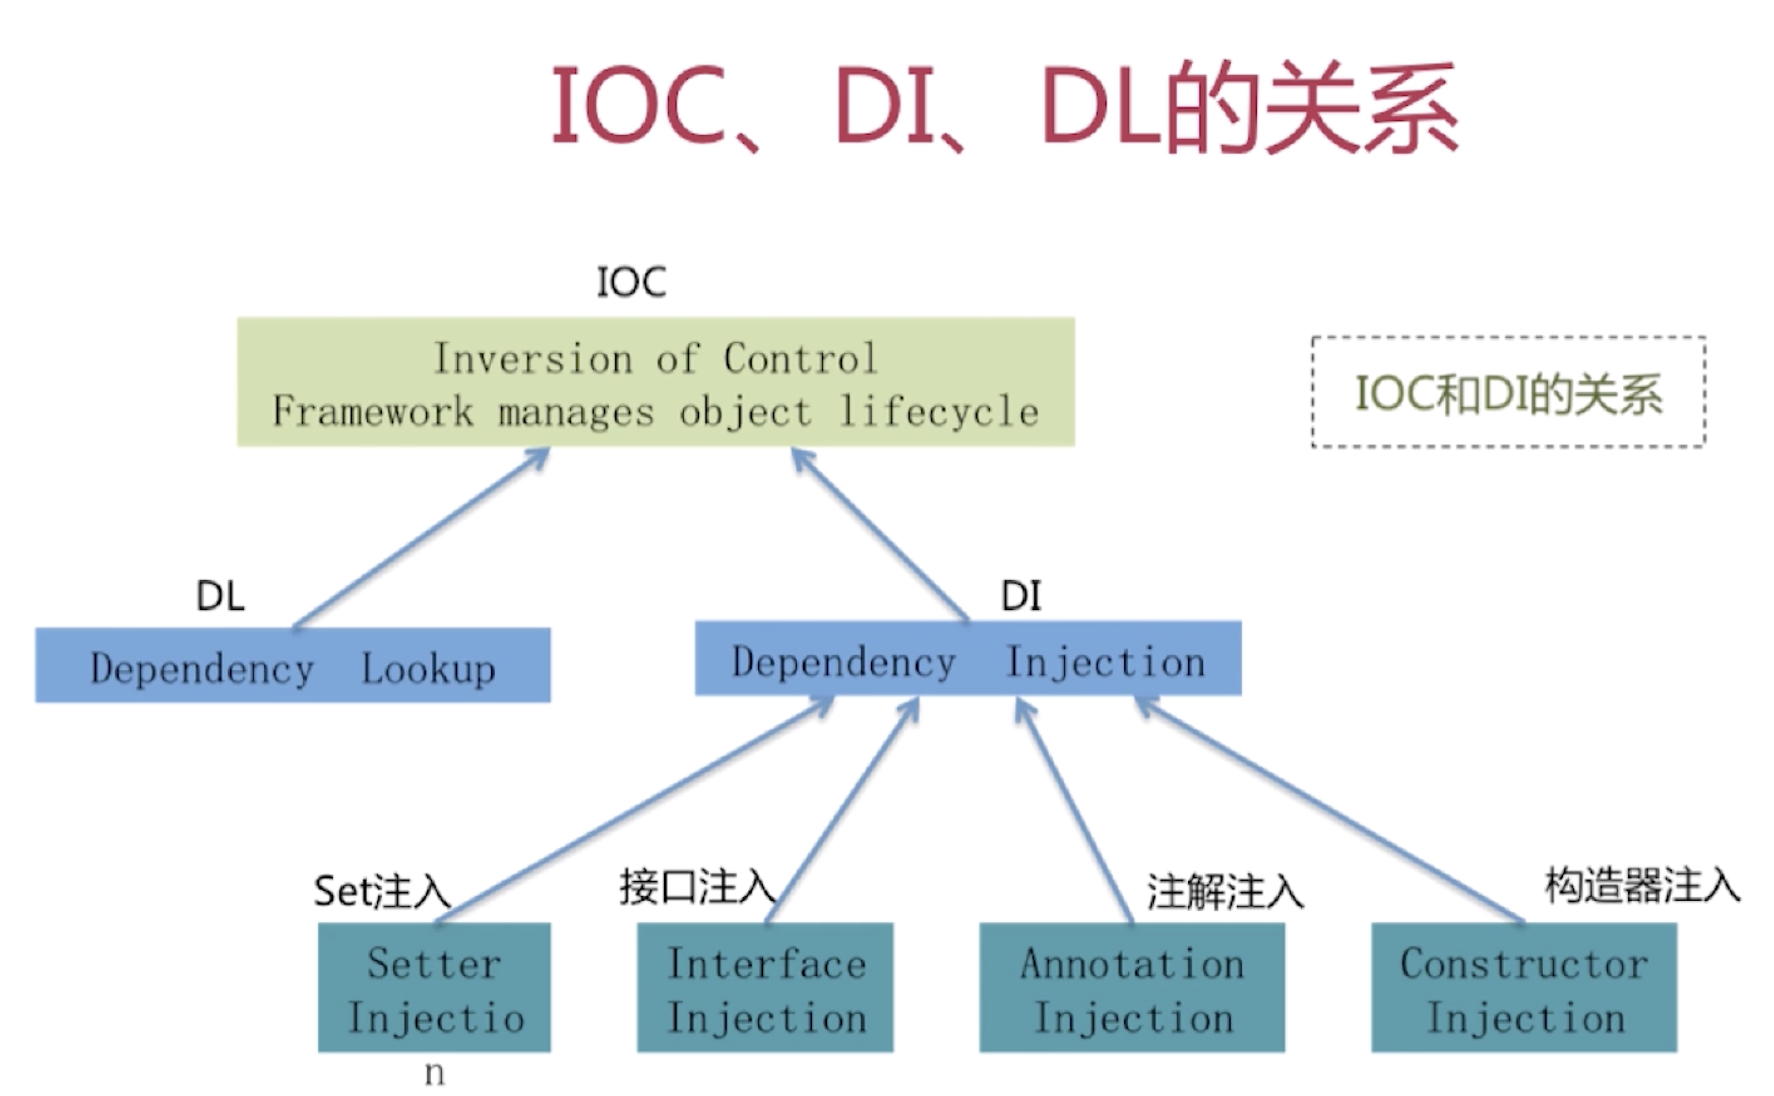 IOC、DI、DL的关系
IOC
Inversion of Control
Framework manages object lifecycle
IOC和DI的关系
DL
Dependency Lookup
DI
Dependency Injection
Set注入
Setter
Injectio
n
接口注入
Interface
Injection
注解注入
Annotation
Injection
构造器注入
Constructor
Injection